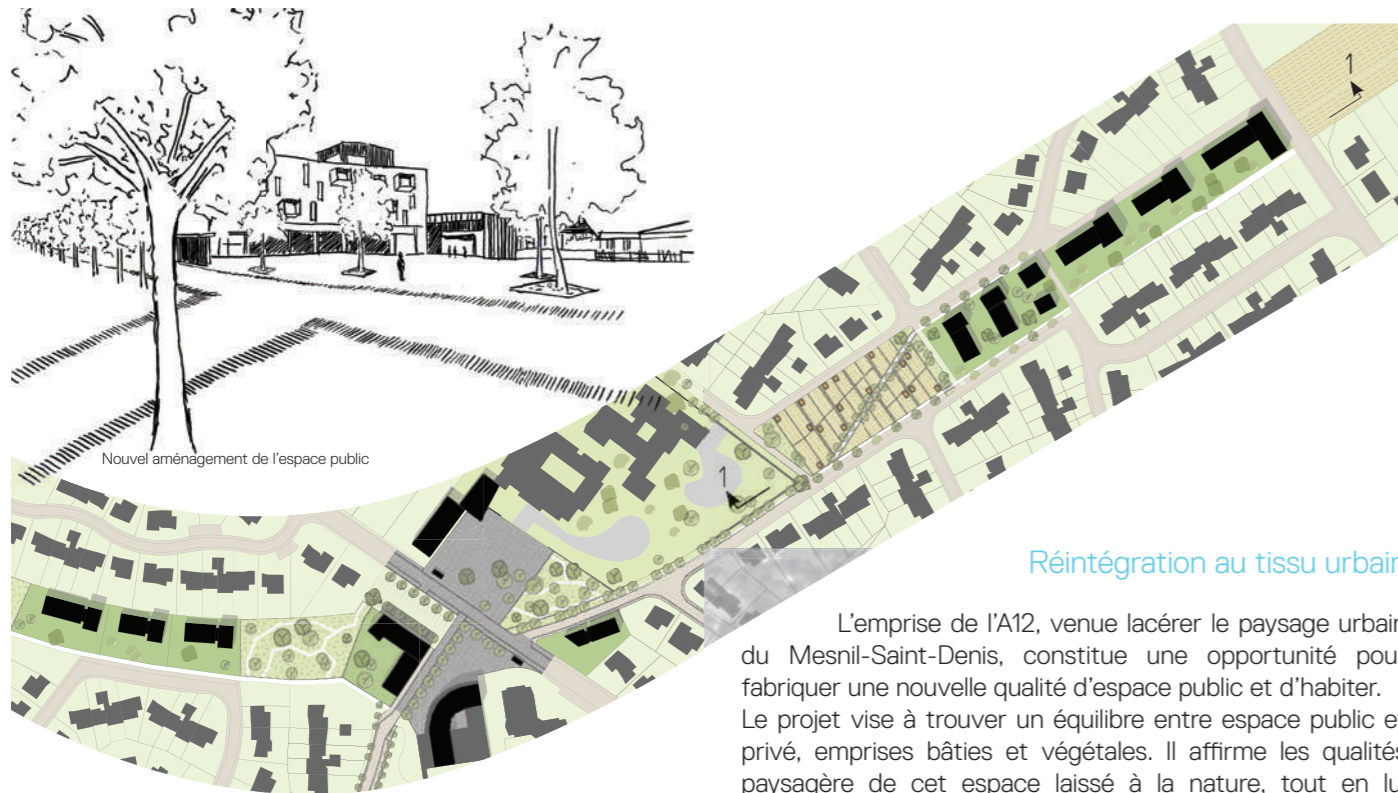 1
Nouvel aménagement de l'espace public
1
Réintégration au tissu urbain
L'emprise de l'A12, venue lacérer le paysage urbain
du Mesnil-Saint-Denis, constitue une opportunité pour
fabriquer une nouvelle qualité d'espace public et d'habiter.
Le projet vise à trouver un équilibre entre espace public et
privé, emprises bâties et végétales. Il affirme les qualités
paysagère de cet espace laissé à la nature, tout en lu